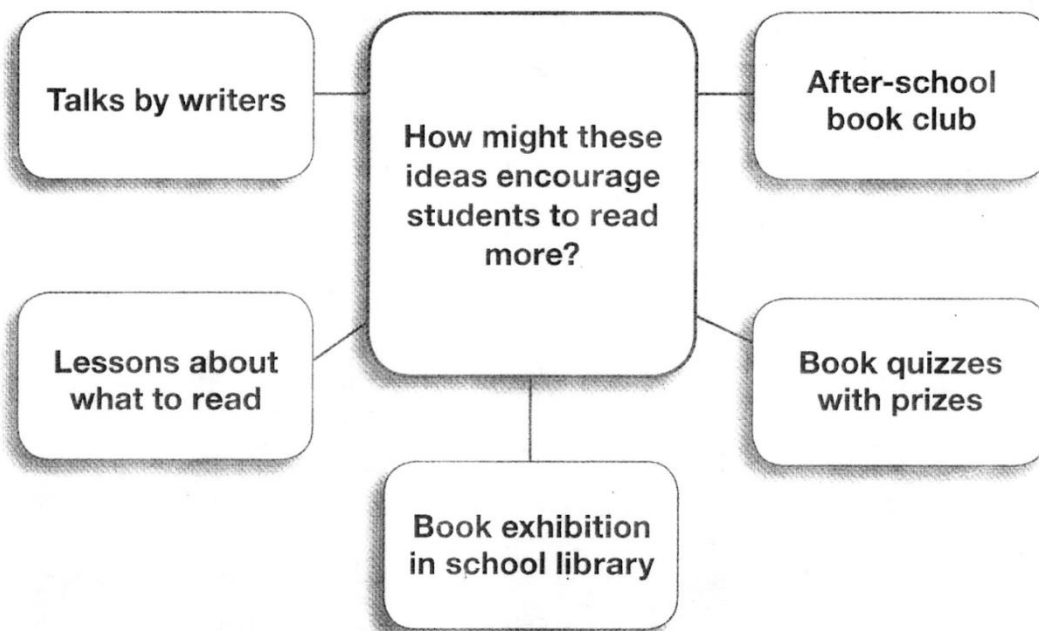 Talks by writers
How might these
ideas encourage
students to read
more?
After-school
book club
Lessons about
what to read
Book quizzes
with prizes
Book exhibition
in school library